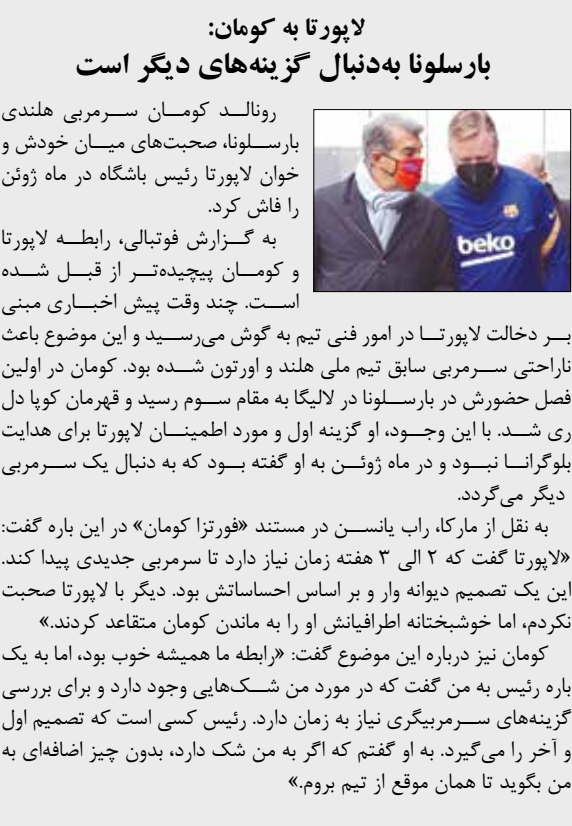 لاپورتا به کومان:
بارسلونا به‌دنبال گزینه‌های دیگر است
رونالد کومان سرمربی هلندی
بارسلونا، صحبت‌های میان خودش و
خوان لاپورتا رئیس باشگاه در ماه ژوئن
را فاش کرد.
به گزارش فوتبالی، رابطه لاپورتا
و کومان پیچیده‌تر از قبل شده
است. چند وقت پیش اخباری مبنی
beko
بر دخالت لاپورتا در امور فنی تیم به گوش می‌رسید و این موضوع باعث
ناراحتی سرمربی سابق تیم ملی هلند و اورتون شده بود. کومان در اولین
فصل حضورش در بارسلونا در لالیگا به مقام سوم رسید و قهرمان کوپا دل
ری شد. با این وجود، او گزینه اول و مورد اطمینان لاپورتا برای هدایت
بلوگرانا نبود و در ماه ژوئن به او گفته بود که به دنبال یک سرمربی
دیگر می‌گردد.
به نقل از مارکا، راب یانسن در مستند «فورتزا کومان» در این باره گفت:
«لاپورتا گفت که ۲ الی ۳ هفته زمان نیاز دارد تا سرمربی جدیدی پیدا کند.
این یک تصمیم دیوانه وار و بر اساس احساساتش بود. دیگر با لاپورتا صحبت
نکردم، اما خوشبختانه اطرافیانش او را به ماندن کومان متقاعد کردند.»
کومان نیز درباره این موضوع گفت: «رابطه ما همیشه خوب بود، اما به یک
باره رئیس به من گفت که در مورد من شک‌هایی وجود دارد و برای بررسی
گزینه‌های سرمربیگری نیاز به زمان دارد. رئیس کسی است که تصمیم اول
و آخر را می‌گیرد. به او گفتم که اگر به من شک دارد، بدون چیز اضافه‌ای به
من بگوید تا همان موقع از تیم بروم.»